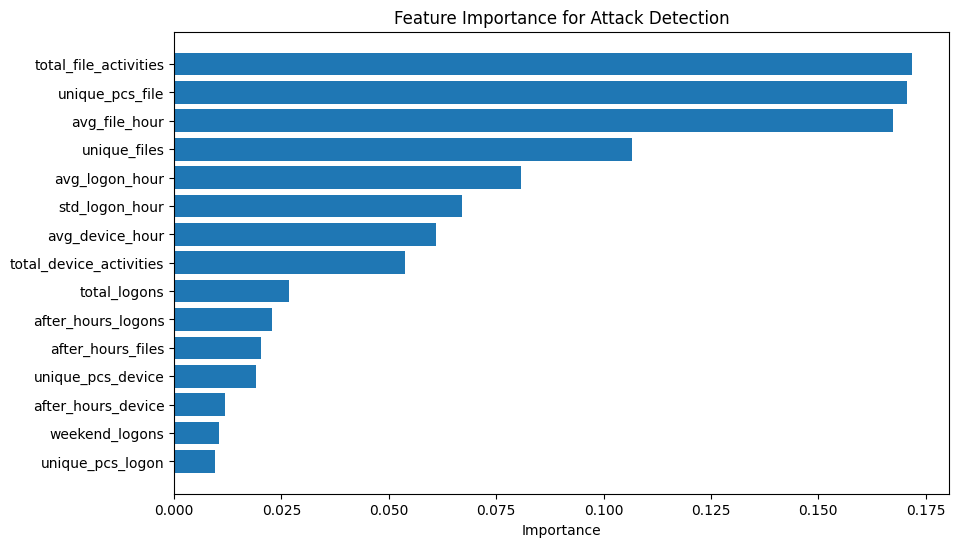 Feature Importance for Attack Detection
total_file_activities
unique_pcs_file
avg_file_hour
unique_files
avg_logon_hour
std_logon_hour
avg_device_hour
total_device_activities
total_logons
after_hours_logons
after_hours_files
unique_pcs_device
after_hours_device
weekend_logons
unique_pcs_logon
0.000 0.025 0.050 0.075 0.100 0.125 0.150 0.175
Importance